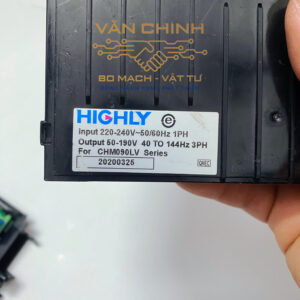 VĂN CHINH
BO MẠCH - VẬT TƯ
HIGHLY
Input 220-240V~50/60Hz 1PH
Output 50-190V 40 TO 144Hz 3PH
For CHM090LV Series
20200325